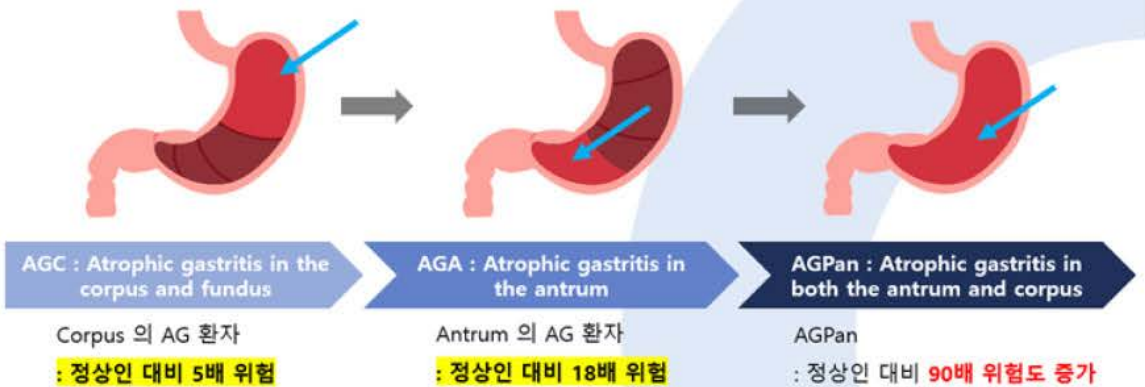 AGC : Atrophic gastritis in the
corpus and fundus
AGA : Atrophic gastritis in
the antrum
AGPan : Atrophic gastritis in
both the antrum and corpus
Corpus 의 AG 환자
: 정상인 대비 5배 위험
Antrum 의 AG 환자
: 정상인 대비 18배 위험
AGPan
: 정상인 대비 90배 위험도 증가